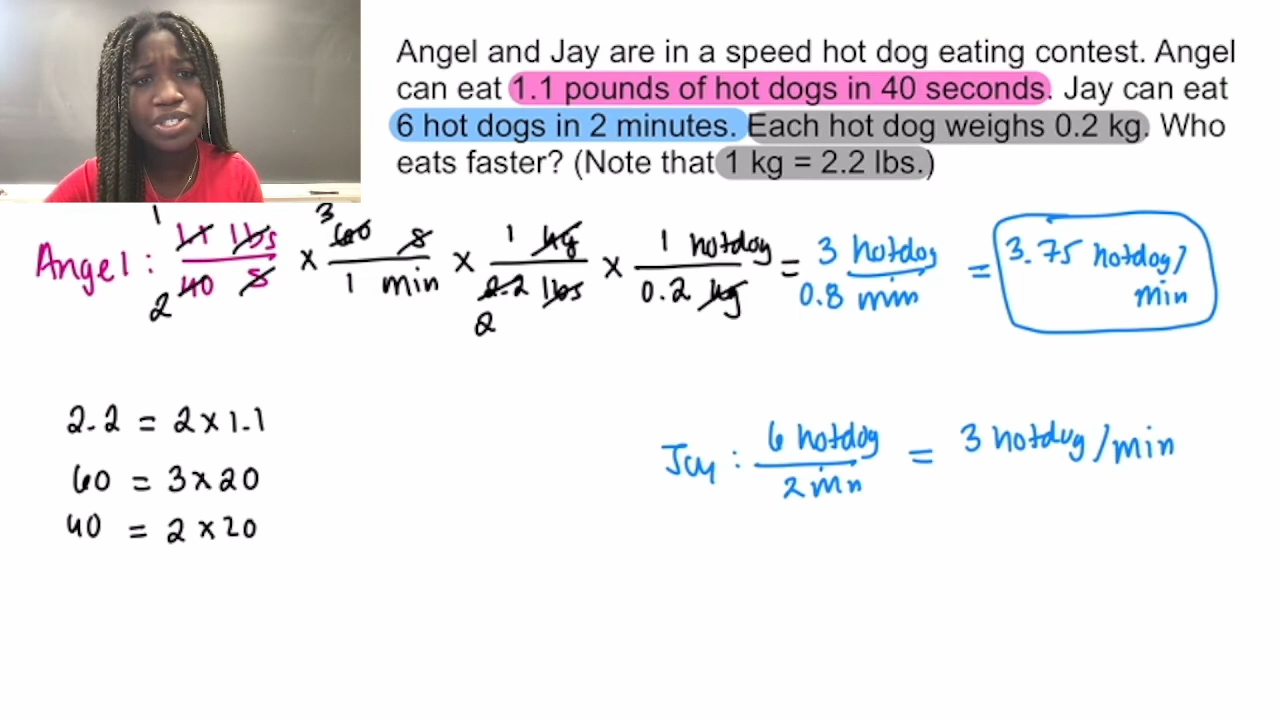 Angel and Jay are in a speed hot dog eating contest. Angel
can eat 1.1 pounds of hot dogs in 40 seconds. Jay can eat
6 hot dogs in 2 minutes. Each hot dog weighs 0.2 kg. Who
eats faster? (Note that 1 kg = 2.2 lbs.)
1 3
Angel: 1.1 lbs / 40 s × 60 s / 1 min × 1 kg / 2.2 lbs × 1 hotdog / 0.2 kg = 3 hotdog / 0.8 min = 3.75 hotdog/min
2 2
2.2 = 2 × 1.1
60 = 3 × 20
40 = 2 × 20
Jay: 6 hotdog / 2 min = 3 hotdog/min